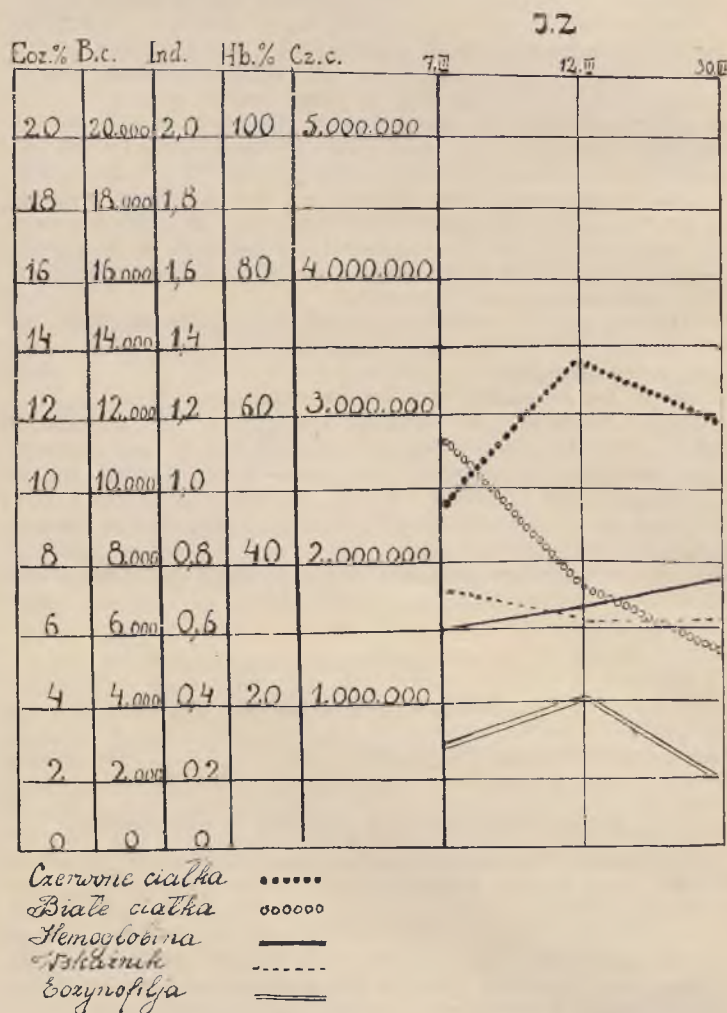 J.Z
Eoz.% B.c. Ind. Hb.% Cz.c. 7.III 12.III 30.III
20 20.000 2,0 100 5.000.000
18 18.000 1,8
16 16.000 1,6 80 4.000.000
14 14.000 1,4
12 12.000 1,2 60 3.000.000
10 10.000 1,0
8 8.000 0,8 40 2.000.000
6 6.000 0,6
4 4.000 0,4 20 1.000.000
2 2.000 0,2
0 0 0
Czerwone ciałka
Białe ciałka
Hemoglobina
Wskaźnik
Eozynofilja